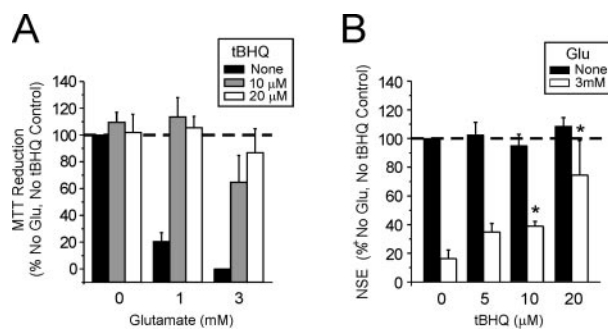 A
tBHQ
None
10 µM
20 µM
MTT Reduction
(% No Glu, No tBHQ Control)
140
120
100
80
60
40
20
0
0 1 3
Glutamate (mM)
B
Glu
None
3mM
NSE (% No Glu, No tBHQ Control)
140
120
100
80
60
40
20
0
*
*
0 5 10 20
tBHQ (µM)